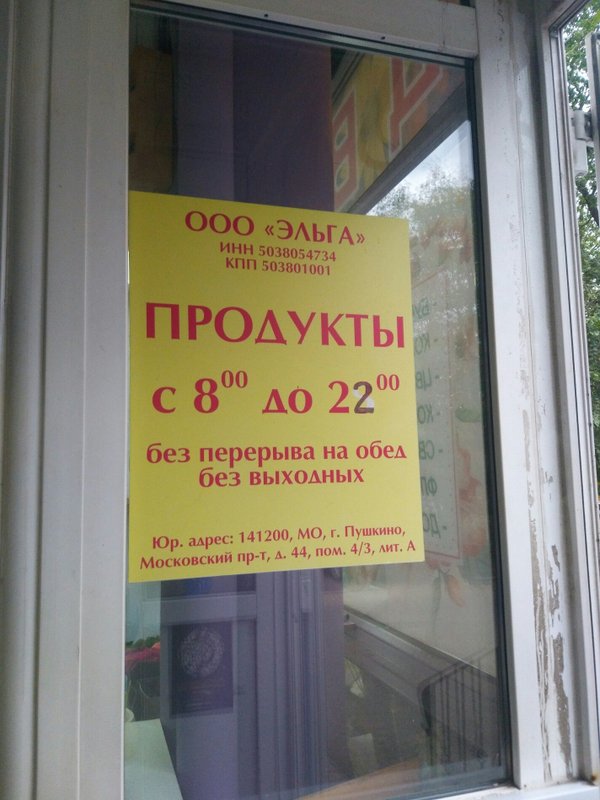 ООО «ЭЛЬГА»
ИНН 5038054734
КПП 503801001
ПРОДУКТЫ
с 8⁰⁰ до 22⁰⁰
без перерыва на обед
без выходных
Юр. адрес: 141200, МО, г. Пушкино,
Московский пр-т, д. 44, пом. 4/3, лит. А